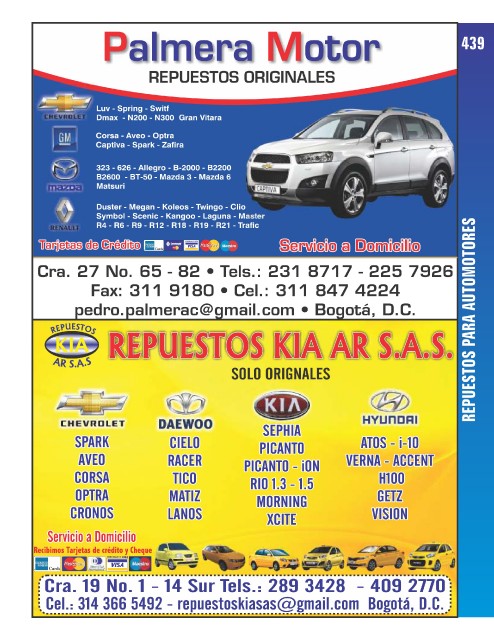 Palmera Motor
REPUESTOS ORIGINALES
439
CHEVROLET
Luv - Spring - Switf
Dmax - N200 - N300 Gran Vitara
GM
Corsa - Aveo - Optra
Captiva - Spark - Zafira
mazda
323 - 626 - Allegro - B-2000 - B2200
B2600 - BT-50 - Mazda 3 - Mazda 6
Matsuri
RENAULT
Duster - Megan - Koleos - Twingo - Clio
Symbol - Scenic - Kangoo - Laguna - Master
R4 - R6 - R9 - R12 - R18 - R19 - R21 - Trafic
CAPTIVA
Tarjetas de Crédito
Servicio a Domicilio
Cra. 27 No. 65 - 82 • Tels.: 231 8717 - 225 7926
Fax: 311 9180 • Cel.: 311 847 4224
pedro.palmerac@gmail.com • Bogotá, D.C.
REPUESTOS PARA AUTOMOTORES
REPUESTOS
KIA
AR S.A.S
REPUESTOS KIA AR S.A.S.
SOLO ORIGNALES
CHEVROLET
SPARK
AVEO
CORSA
OPTRA
CRONOS
DAEWOO
CIELO
RACER
TICO
MATIZ
LANOS
KIA
SEPHIA
PICANTO
PICANTO - iON
RIO 1.3 - 1.5
MORNING
XCITE
HYUNDAI
ATOS - i-10
VERNA - ACCENT
H100
GETZ
VISION
Servicio a Domicilio
Recibimos Tarjetas de crédito y Cheque
VISA
Cra. 19 No. 1 - 14 Sur Tels.: 289 3428 - 409 2770
Cel.: 314 366 5492 - repuestoskiasas@gmail.com Bogotá, D.C.